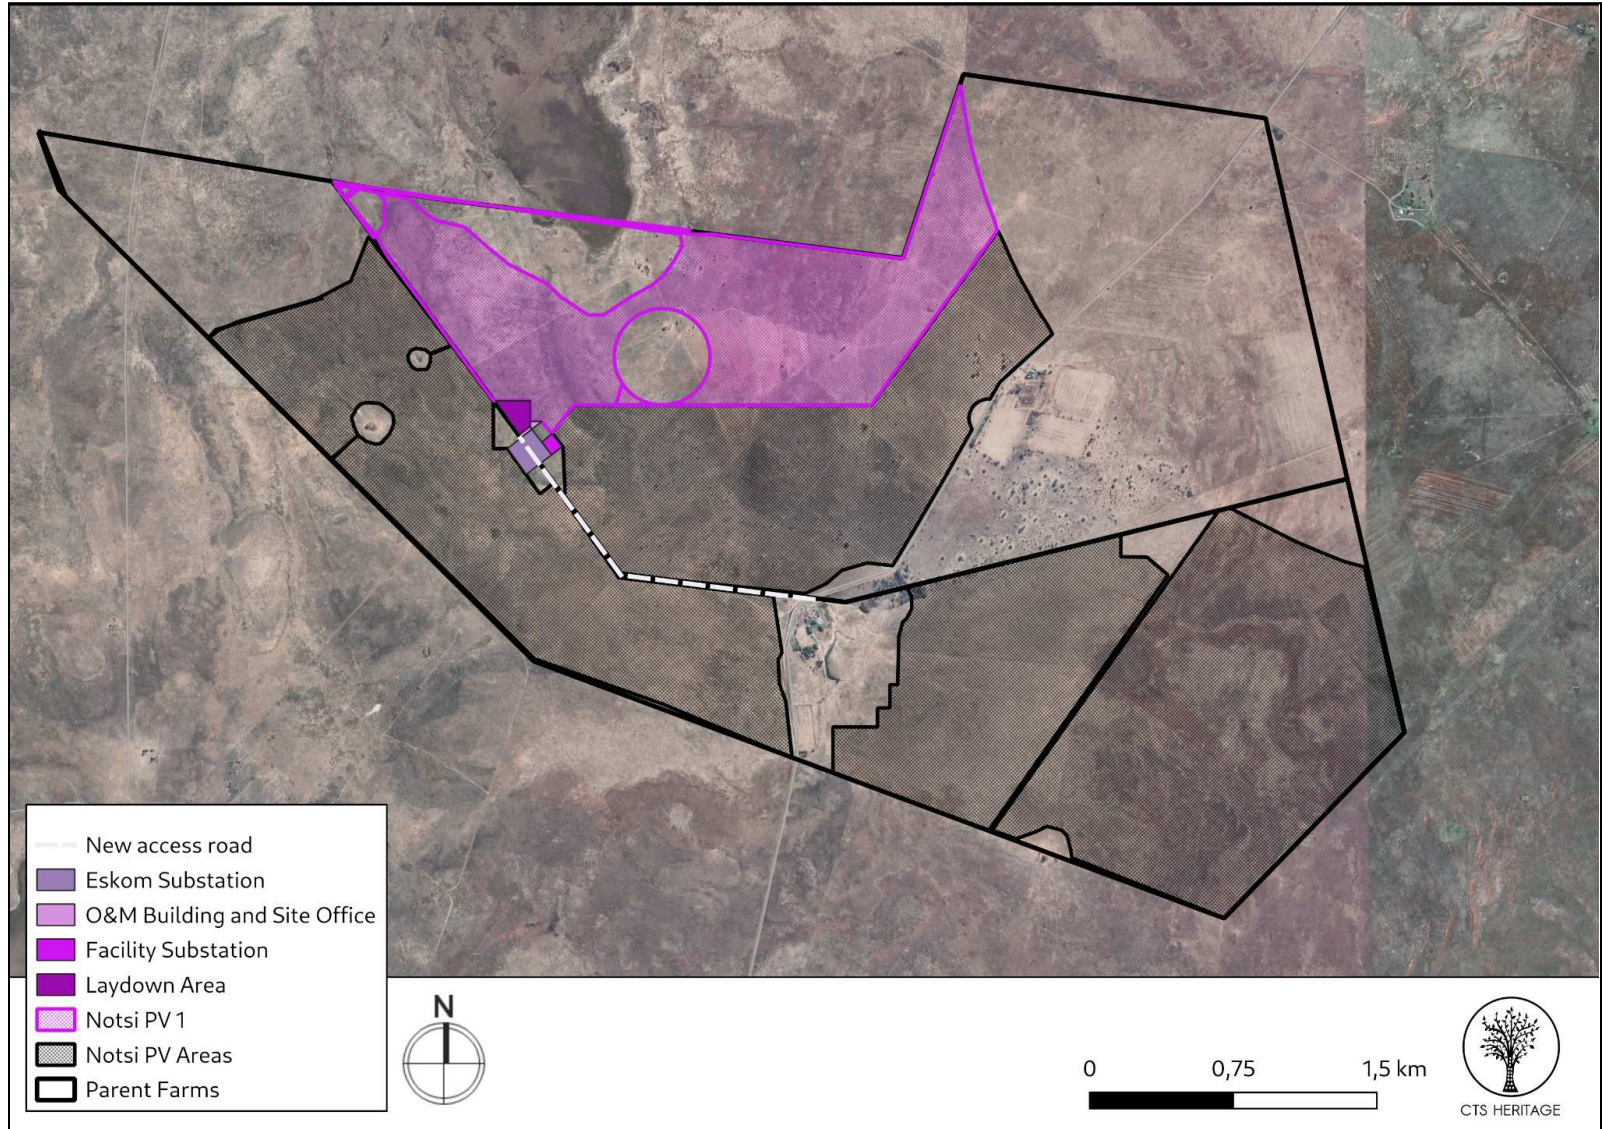 New access road
Eskom Substation
O&M Building and Site Office
Facility Substation
Laydown Area
Notsi PV 1
Notsi PV Areas
Parent Farms
N
0 0,75 1,5 km
CTS HERITAGE